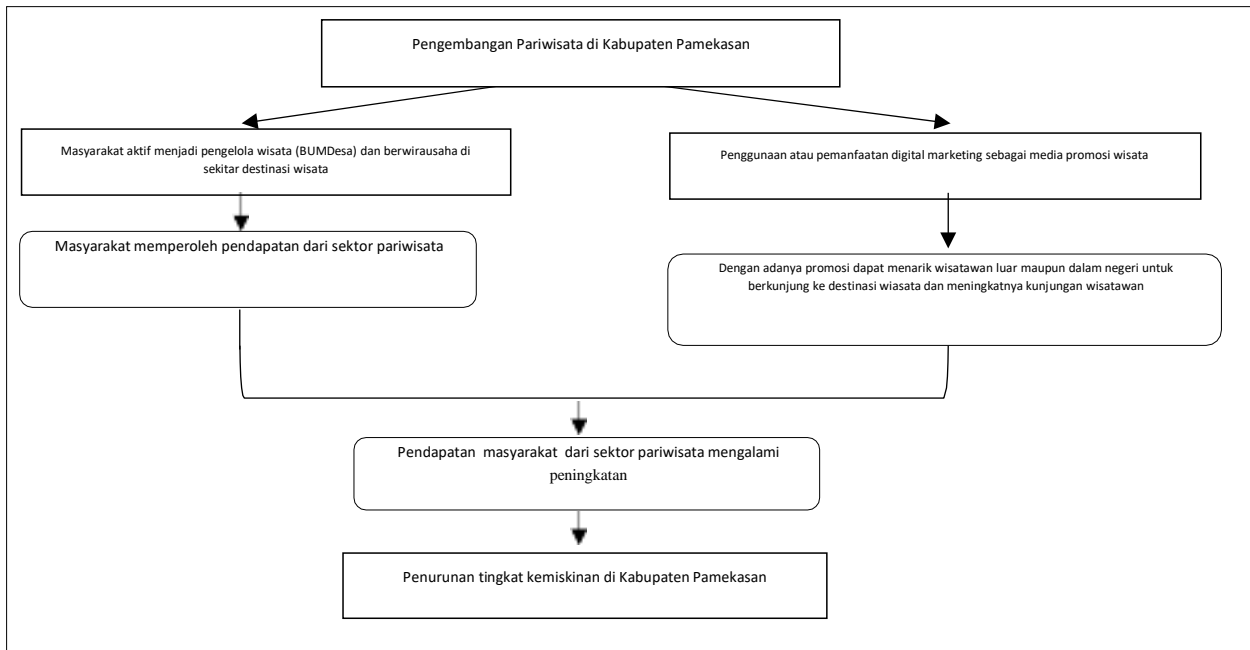 Pengembangan Pariwisata di Kabupaten Pamekasan
Masyarakat aktif menjadi pengelola wisata (BUMDesa) dan berwirausaha di
sekitar destinasi wisata
Penggunaan atau pemanfaatan digital marketing sebagai media promosi wisata
Masyarakat memperoleh pendapatan dari sektor pariwisata
Dengan adanya promosi dapat menarik wisatawan luar maupun dalam negeri untuk
berkunjung ke destinasi wiasata dan meningkatnya kunjungan wisatawan
Pendapatan masyarakat dari sektor pariwisata mengalami
peningkatan
Penurunan tingkat kemiskinan di Kabupaten Pamekasan